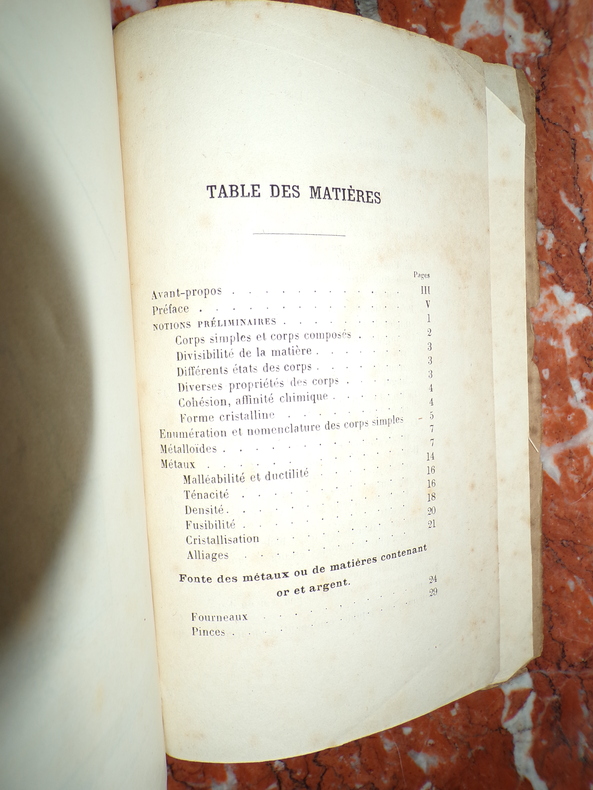 TABLE DES MATIÈRES
Pages
Avant-propos . . . . . . . . . . . . III
Préface . . . . . . . . . . . . . V
NOTIONS PRÉLIMINAIRES . . . . . . . . 1
Corps simples et corps composés . . . 2
Divisibilité de la matière . . . . . . 3
Différents états des corps . . . . . . 3
Diverses propriétés des corps . . . . 3
Cohésion, affinité chimique . . . . . 4
Forme cristalline . . . . . . . . 4
Enumération et nomenclature des corps simples - 5
Métalloïdes . . . . . . . . . . . . 7
Métaux . . . . . . . . . . . . . 7
Malléabilité et ductilité . . . . . . 14
Ténacité . . . . . . . . . . . 16
Densité . . . . . . . . . . . . 16
Fusibilité . . . . . . . . . . . 18
Cristallisation . . . . . . . . . 20
Alliages . . . . . . . . . . . 21
Fonte des métaux ou de matières contenant
or et argent.
Fourneaux . . . . . . . . . . 24
Pinces . . . . . . . . . . . . 29